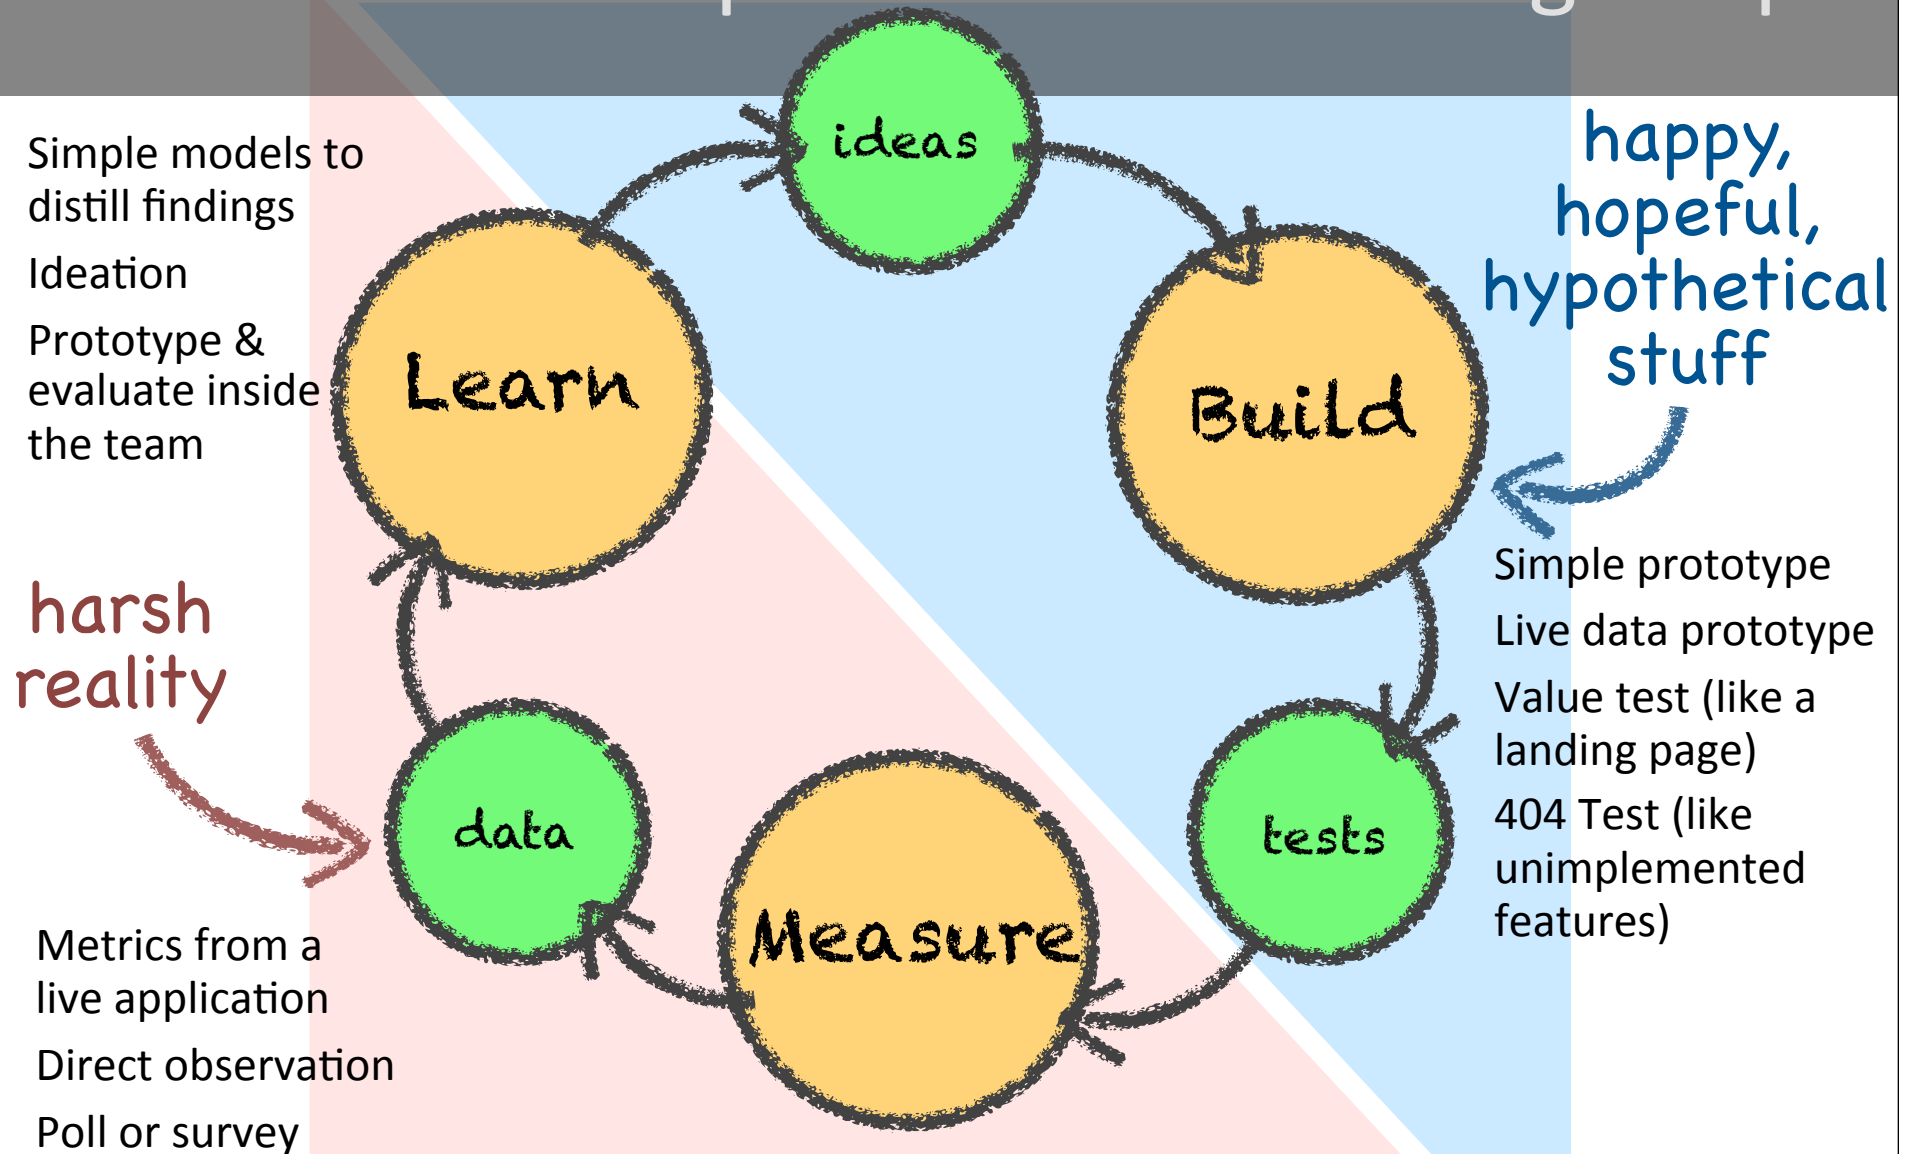 ideas
Simple models to
distill findings
Ideation
Prototype &
evaluate inside
the team
Learn
happy,
hopeful,
hypothetical
stuff
Build
Simple prototype
Live data prototype
Value test (like a
landing page)
404 Test (like
unimplemented
features)
tests
Measure
harsh
reality
data
Metrics from a
live application
Direct observation
Poll or survey